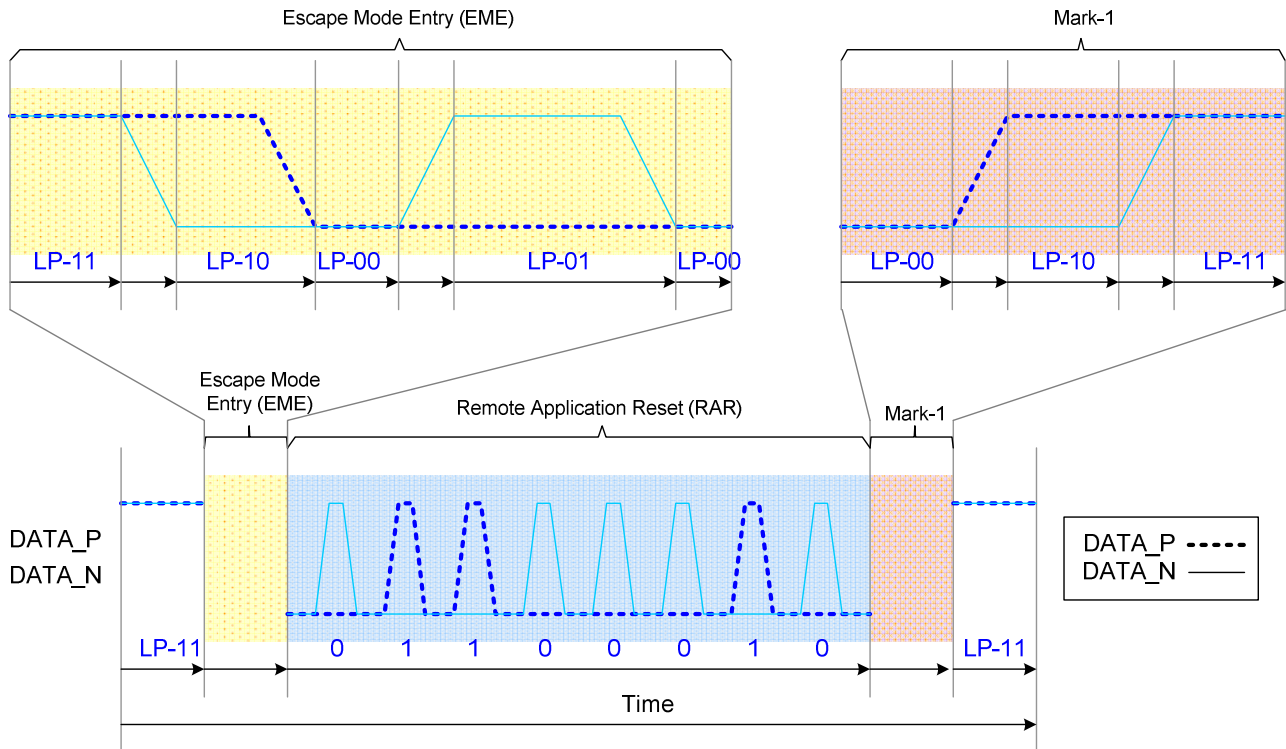 Escape Mode Entry (EME)
Mark-1
LP-11 LP-10 LP-00 LP-01 LP-00
LP-00 LP-10 LP-11
Escape Mode
Entry (EME)
Remote Application Reset (RAR)
Mark-1
DATA_P
DATA_N
DATA_P
DATA_N
LP-11 0 1 1 0 0 0 1 0 LP-11
Time